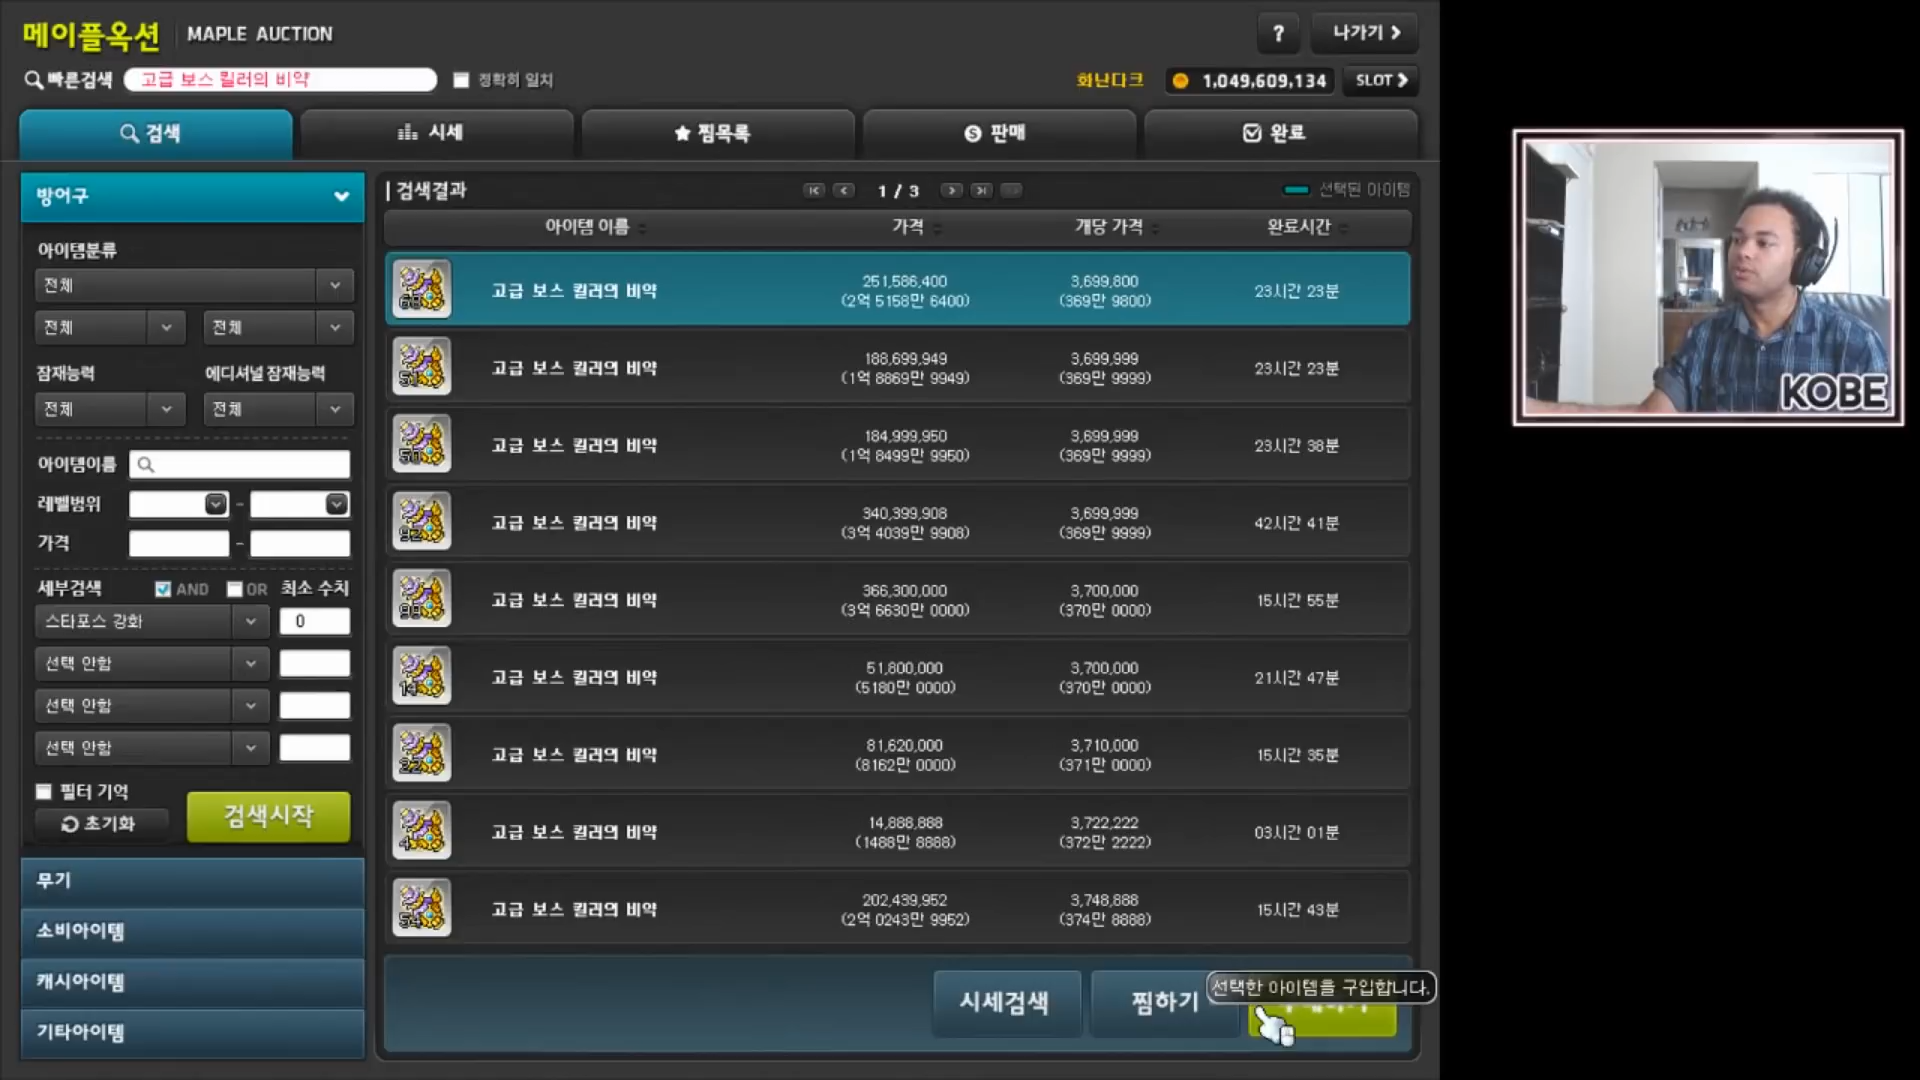 메이플옥션 MAPLE AUCTION ? 나가기
빠른검색 고급 보스 킬러의 비약 정확히 일치 화난다크 1,049,609,134 SLOT
검색 시세 찜목록 판매 완료
방어구
아이템분류
전체
전체 전체
잠재능력 에디셔널 잠재능력
전체 전체
아이템이름
레벨범위 -
가격 -
세부검색 AND OR 최소 수치
스타포스 강화 0
선택 안함
선택 안함
선택 안함
필터 기억
초기화 검색시작
무기
소비아이템
캐시아이템
기타아이템
검색결과 1 / 3 선택된 아이템
아이템 이름 가격 개당 가격 완료시간
68 고급 보스 킬러의 비약 251,586,400 3,699,800 23시간 23분
(2억 5158만 6400) (369만 9800)
51 고급 보스 킬러의 비약 188,699,949 3,699,999 23시간 23분
(1억 8869만 9949) (369만 9999)
50 고급 보스 킬러의 비약 184,999,950 3,699,999 23시간 38분
(1억 8499만 9950) (369만 9999)
92 고급 보스 킬러의 비약 340,399,908 3,699,999 42시간 41분
(3억 4039만 9908) (369만 9999)
99 고급 보스 킬러의 비약 366,300,000 3,700,000 15시간 55분
(3억 6630만 0000) (370만 0000)
14 고급 보스 킬러의 비약 51,800,000 3,700,000 21시간 47분
(5180만 0000) (370만 0000)
22 고급 보스 킬러의 비약 81,620,000 3,710,000 15시간 35분
(8162만 0000) (371만 0000)
4 고급 보스 킬러의 비약 14,888,888 3,722,222 03시간 01분
(1488만 8888) (372만 2222)
54 고급 보스 킬러의 비약 202,439,952 3,748,888 15시간 43분
(2억 0243만 9952) (374만 8888)
시세검색 찜하기
선택한 아이템을 구입합니다.
KOBE